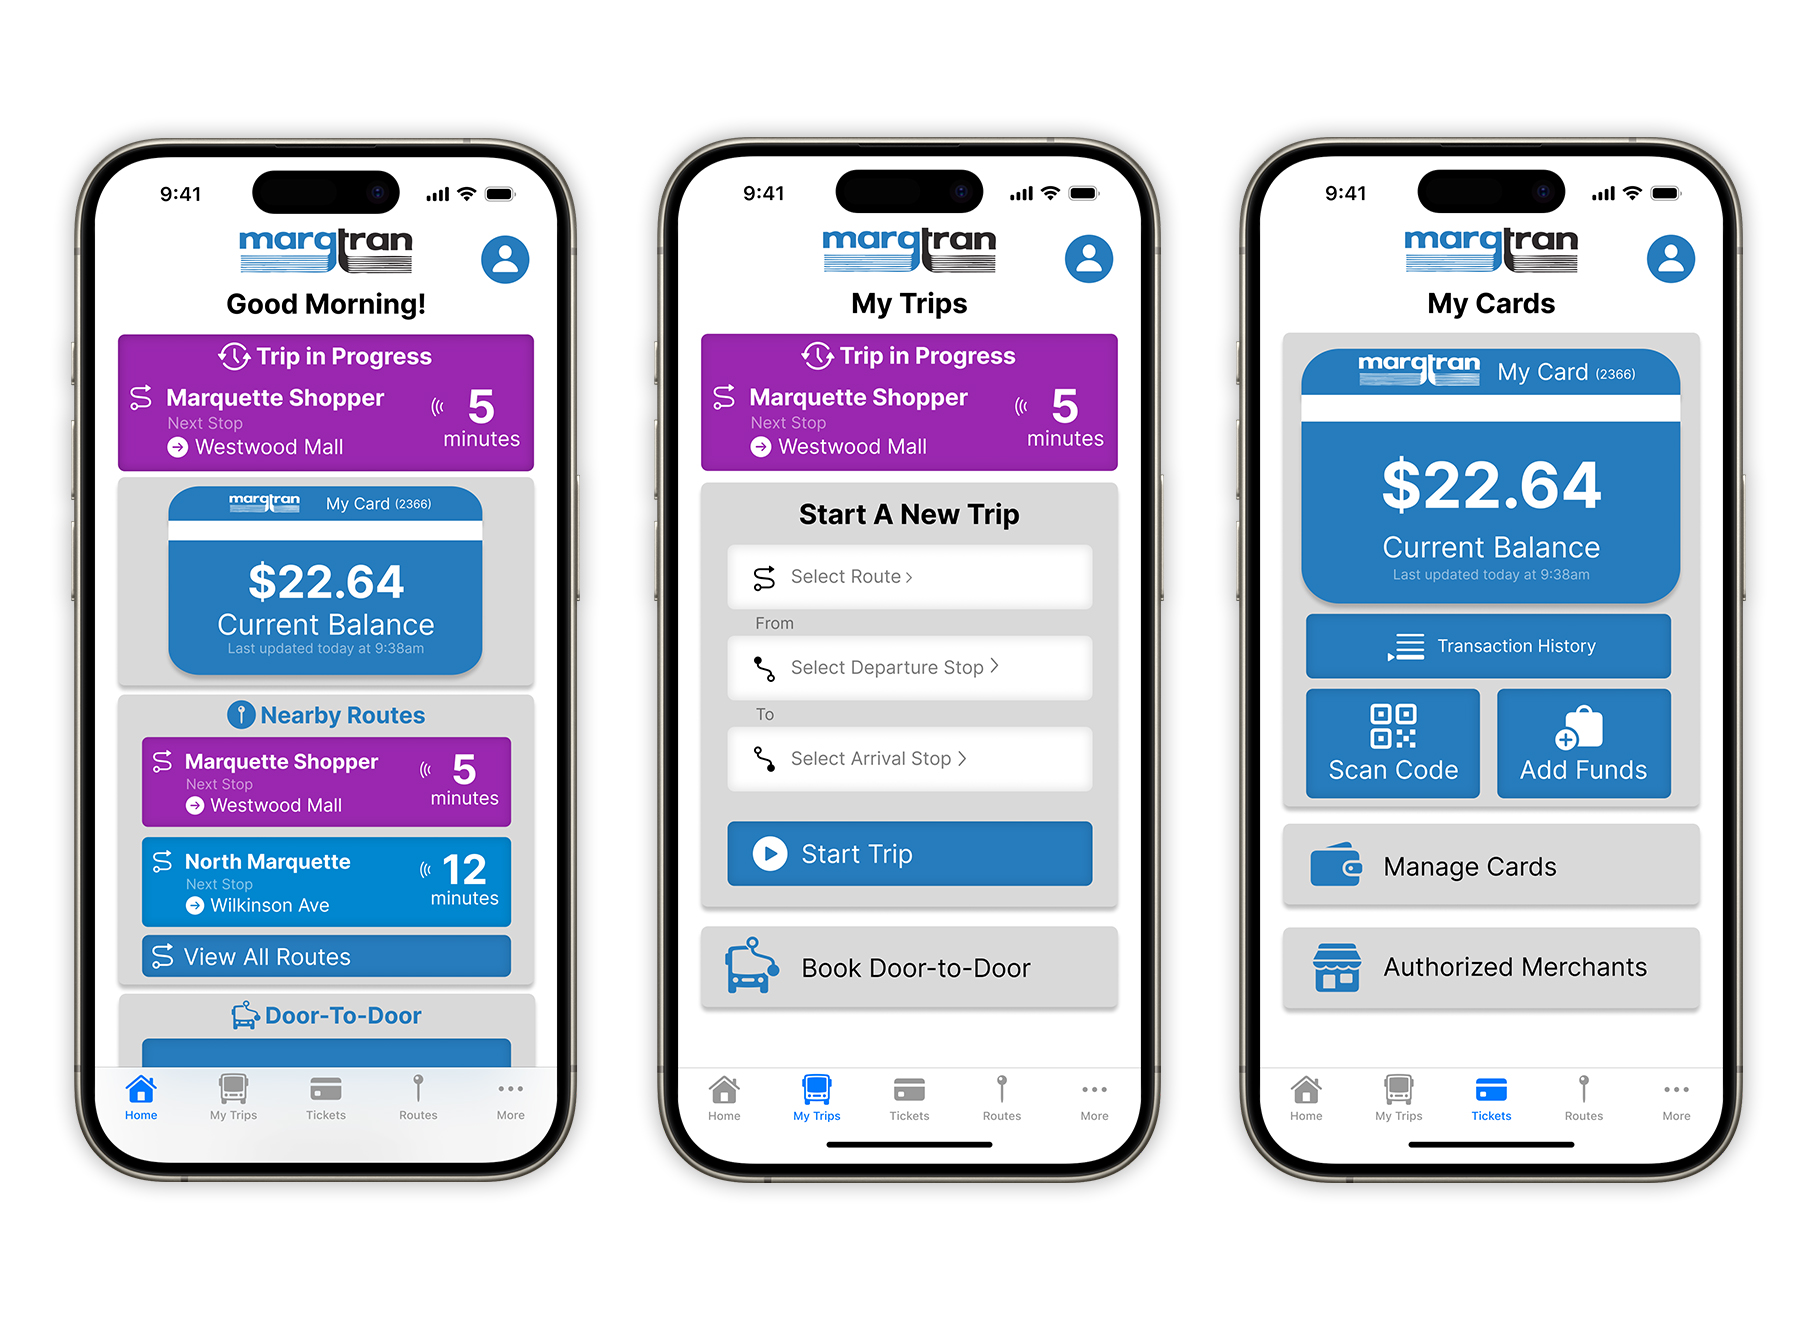 9:41
marqtran
Good Morning!
Trip in Progress
Marquette Shopper
Next Stop
Westwood Mall
5
minutes
marqtran My Card (2366)
$22.64
Current Balance
Last updated today at 9:38am
Nearby Routes
Marquette Shopper
Next Stop
Westwood Mall
5
minutes
North Marquette
Next Stop
Wilkinson Ave
12
minutes
View All Routes
Door-To-Door
Home My Trips Tickets Routes More
9:41
marqtran
My Trips
Trip in Progress
Marquette Shopper
Next Stop
Westwood Mall
5
minutes
Start A New Trip
Select Route
From
Select Departure Stop
To
Select Arrival Stop
Start Trip
Book Door-to-Door
Home My Trips Tickets Routes More
9:41
marqtran
My Cards
marqtran My Card (2366)
$22.64
Current Balance
Last updated today at 9:38am
Transaction History
Scan Code
Add Funds
Manage Cards
Authorized Merchants
Home My Trips Tickets Routes More